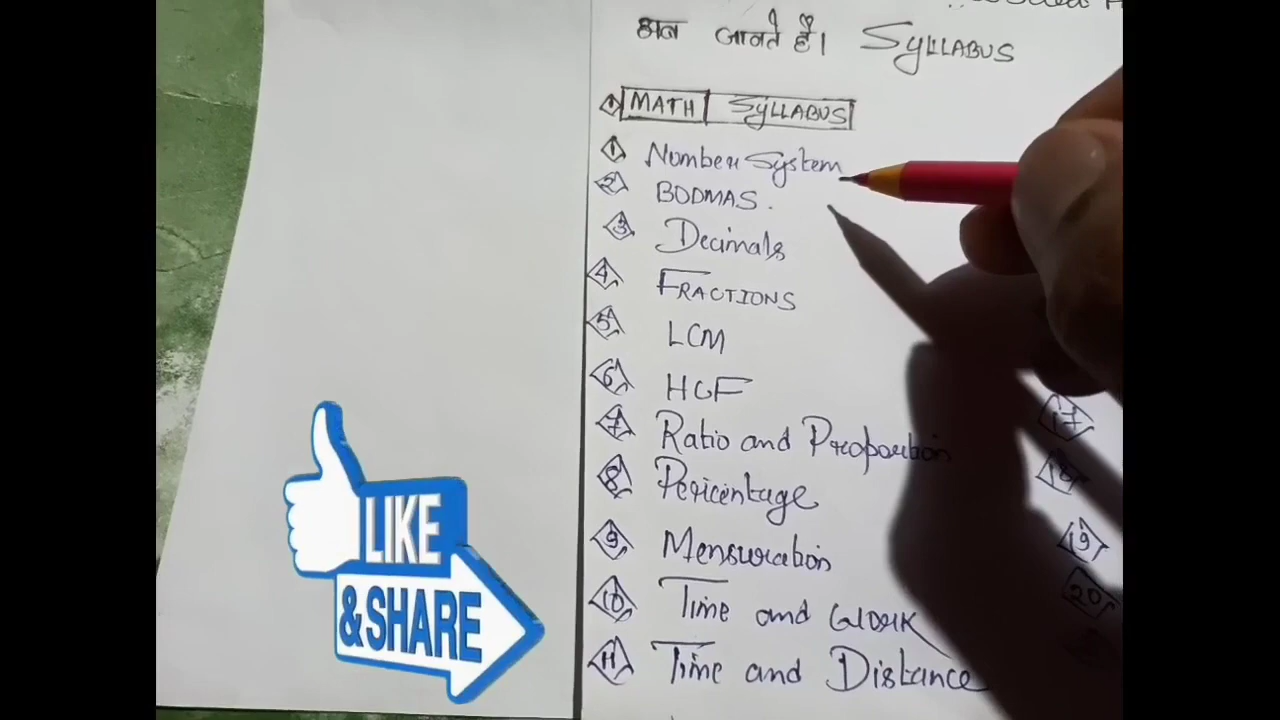 अब जानते है। SYLLABUS
① MATH SYLLABUS
① Number System
② BODMAS.
③ Decimals
④ FRACTIONS
⑤ LCM
⑥ HCF
⑦ Ratio and Proportion
⑧ Percentage
⑨ Mensuration
⑩ Time and Work
⑪ Time and Distance
17
18
19
20
LIKE
& SHARE